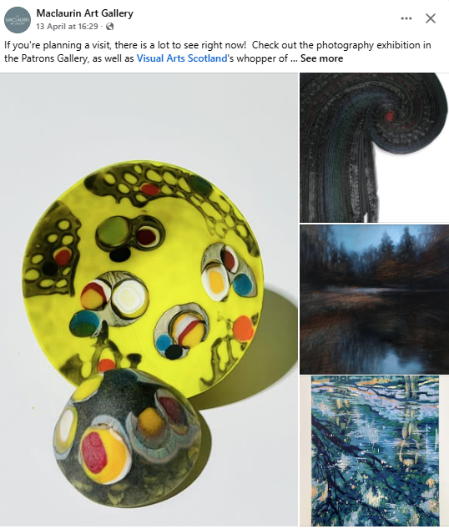 Maclaurin Art Gallery
13 April at 16:29 ·
If you're planning a visit, there is a lot to see right now! Check out the photography exhibition in
the Patrons Gallery, as well as Visual Arts Scotland's whopper of ... See more